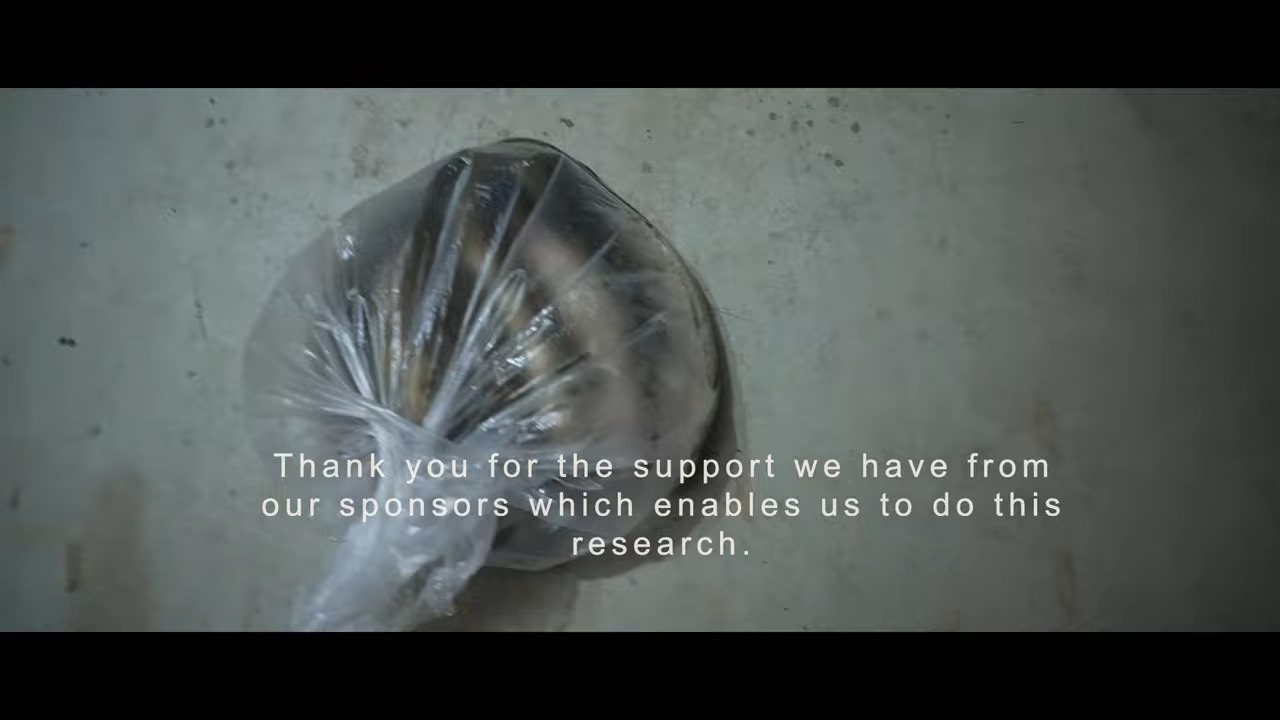 Thank you for the support we have from
our sponsors which enables us to do this
research.